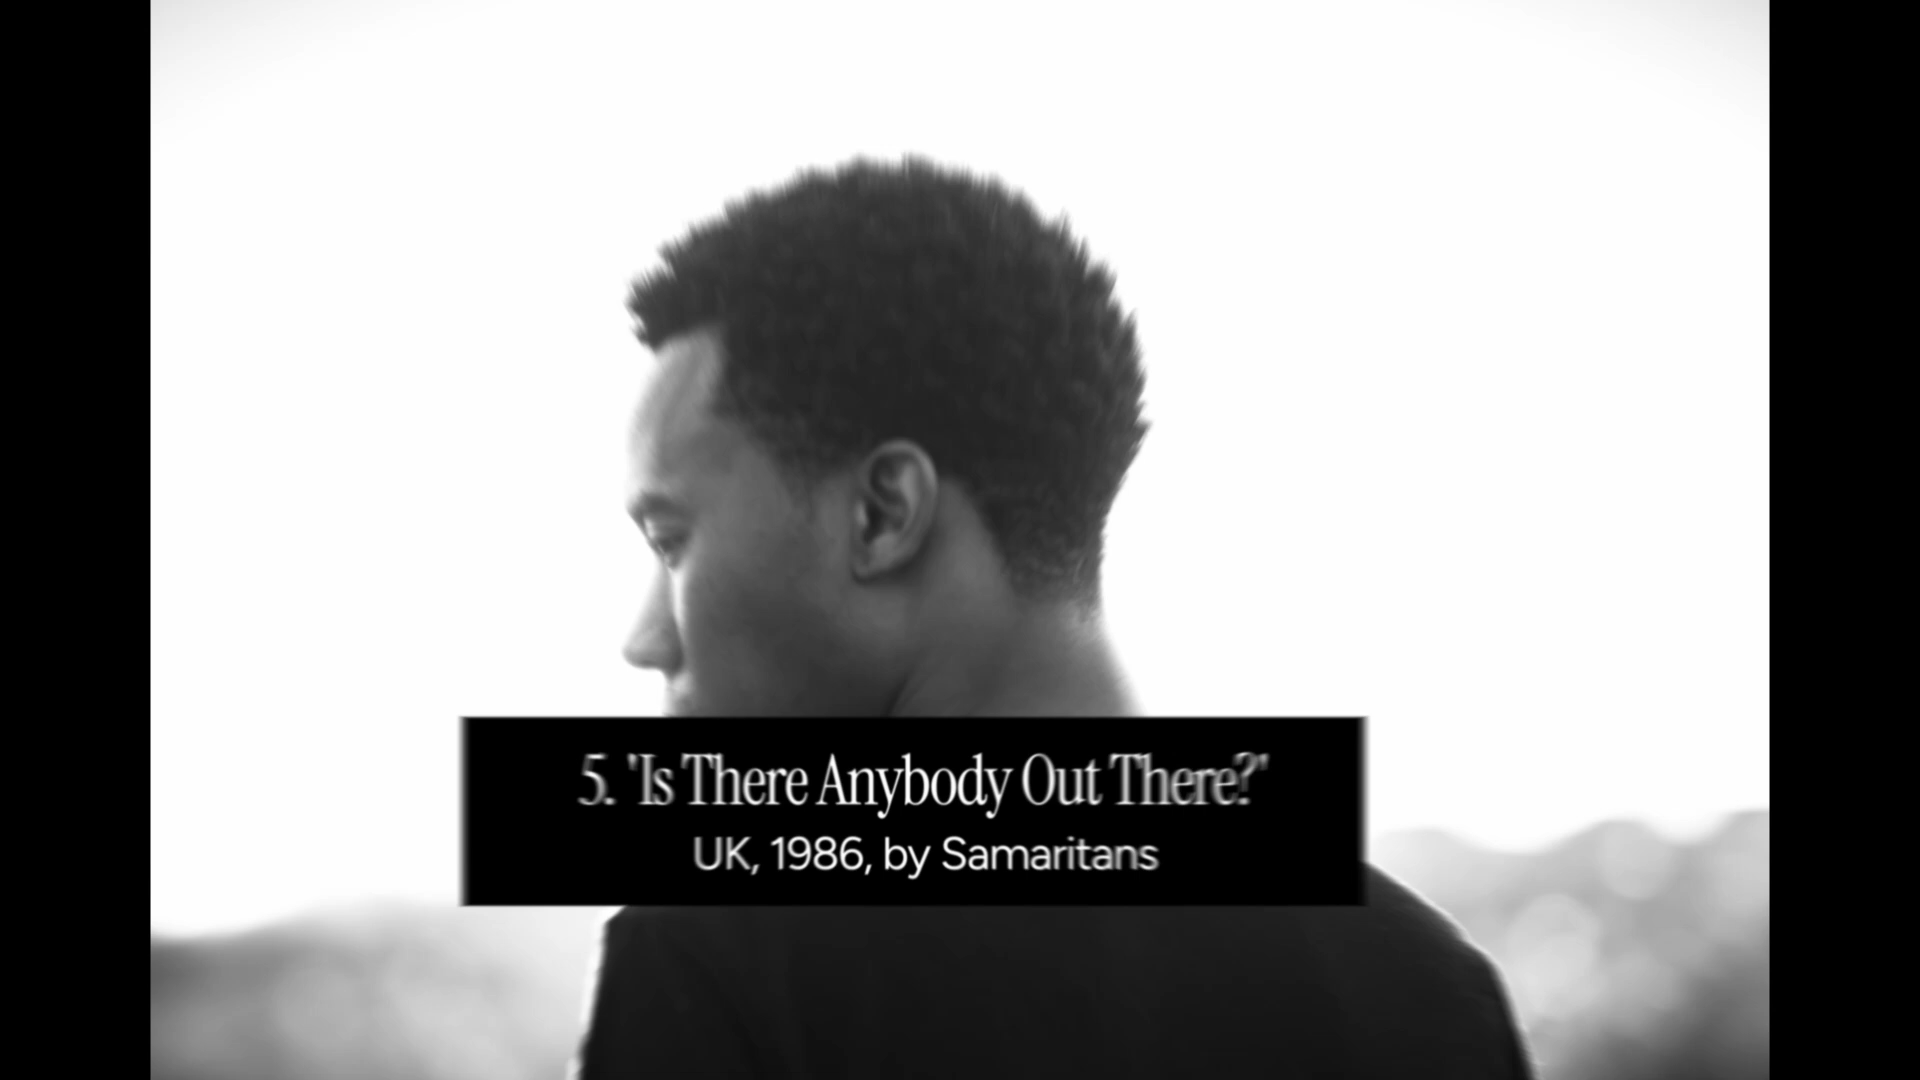 5. 'Is There Anybody Out There?'
UK, 1986, by Samaritans